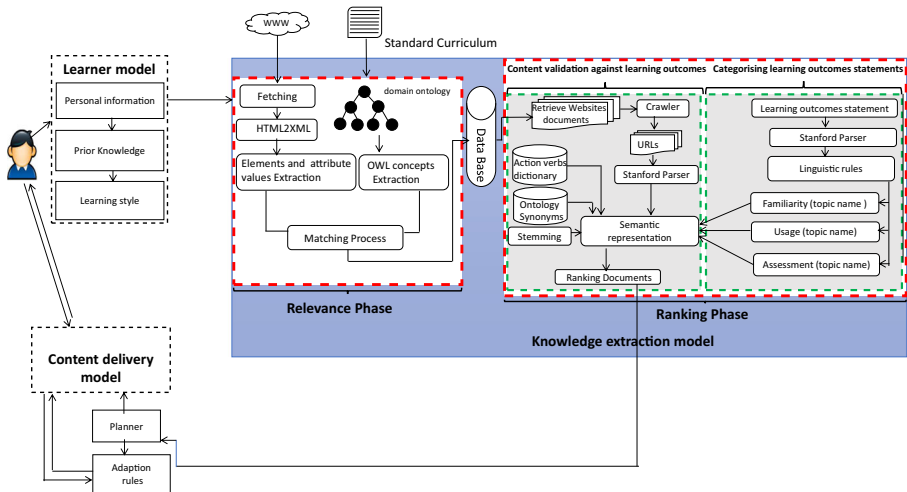 WWW
Standard Curriculum
Learner model
Personal information
Prior Knowledge
Learning style
Fetching
HTML2XML
Elements and attribute
values Extraction
domain ontology
OWL concepts
Extraction
Matching Process
Relevance Phase
Data Base
Content validation against learning outcomes
Retrieve Websites
documents
Crawler
URLs
Stanford Parser
Action verbs
dictionary
Ontology
Synonyms
Stemming
Semantic
representation
Ranking Documents
Categorising learning outcomes statements
Learning outcomes statement
Stanford Parser
Linguistic rules
Familiarity (topic name )
Usage (topic name)
Assessment (topic name)
Ranking Phase
Knowledge extraction model
Content delivery
model
Planner
Adaption
rules